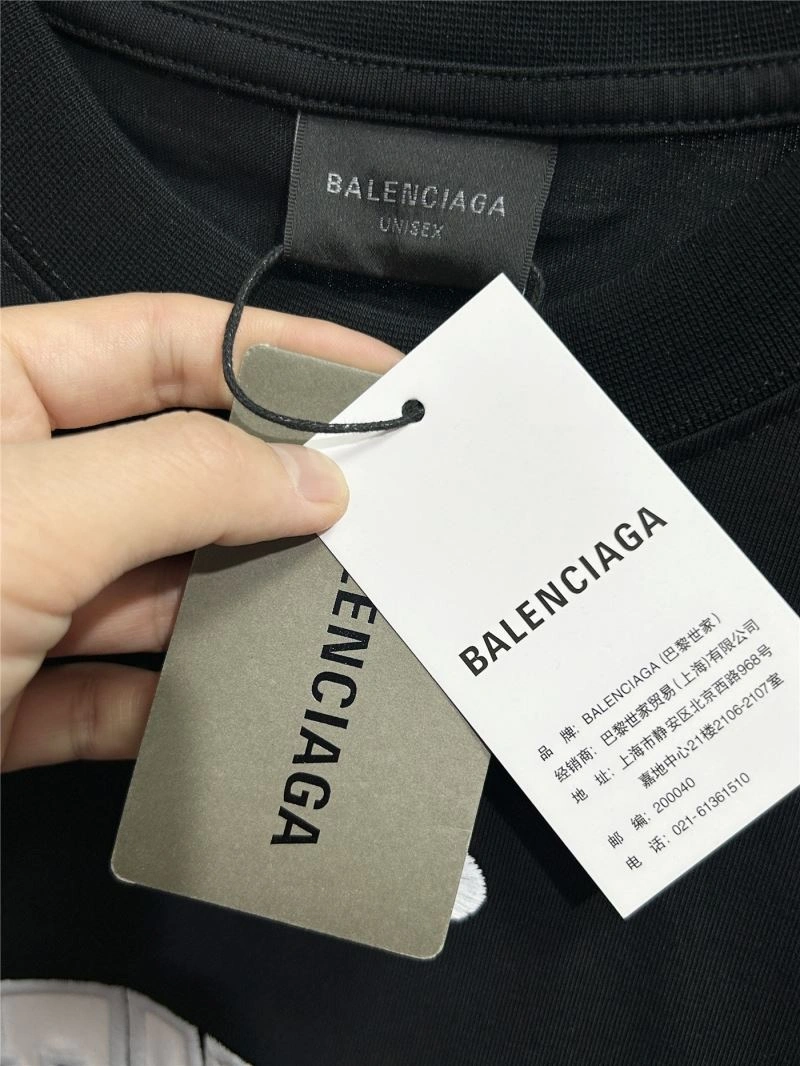 BALENCIAGA
UNISEX
LENCIAGA
BALENCIAGA
品 牌: BALENCIAGA (巴黎世家)
经销商: 巴黎世家贸易(上海)有限公司
地 址: 上海市静安区北京西路968号
嘉地中心21楼2106-2107室
邮 编: 200040
电 话: 021-61361510